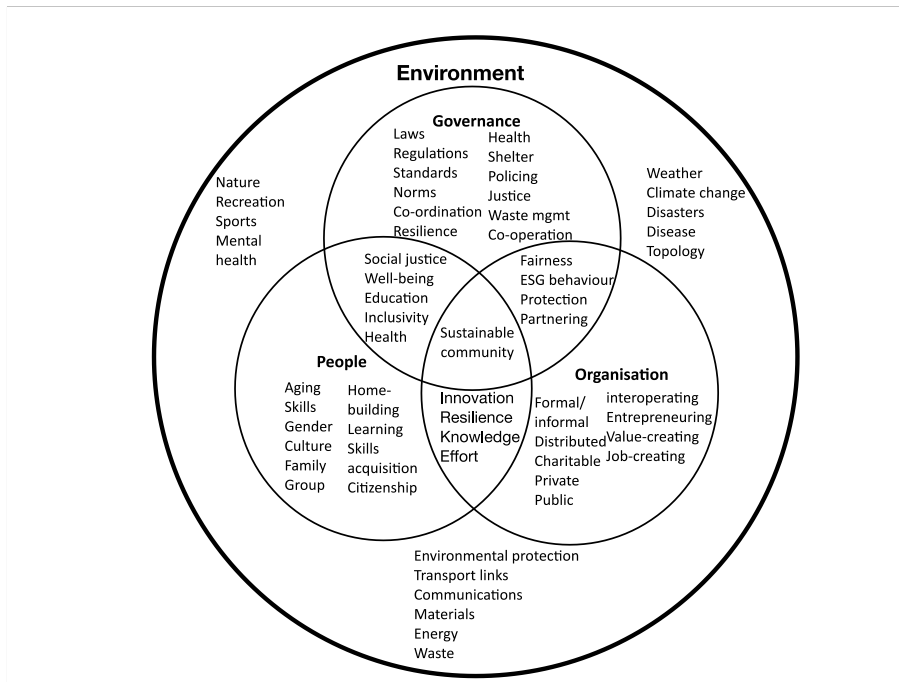 Environment
Governance
Laws
Regulations
Standards
Norms
Co-ordination
Resilience
Health
Shelter
Policing
Justice
Waste mgmt
Co-operation
Nature
Recreation
Sports
Mental
health
Weather
Climate change
Disasters
Disease
Topology
Social justice
Well-being
Education
Inclusivity
Health
Fairness
ESG behaviour
Protection
Partnering
Sustainable
community
People
Aging
Skills
Gender
Culture
Family
Group
Home-
building
Learning
Skills
acquisition
Citizenship
Innovation
Resilience
Knowledge
Effort
Organisation
Formal/
informal
Distributed
Charitable
Private
Public
interoperating
Entrepreneuring
Value-creating
Job-creating
Environmental protection
Transport links
Communications
Materials
Energy
Waste